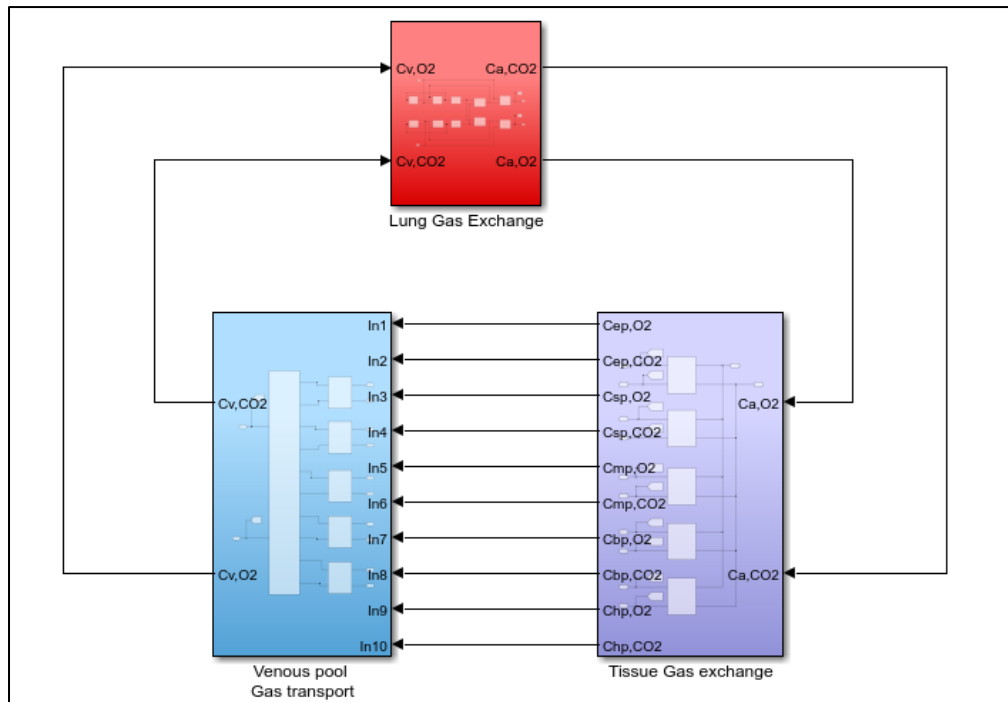 Cv,O2
Ca,CO2
Cv,CO2
Ca,O2
Lung Gas Exchange
In1
In2
In3
In4
In5
In6
In7
In8
In9
In10
Cv,CO2
Cv,O2
Venous pool
Gas transport
Cep,O2
Cep,CO2
Csp,O2
Csp,CO2
Cmp,O2
Cmp,CO2
Cbp,O2
Cbp,CO2
Chp,O2
Chp,CO2
Ca,O2
Ca,CO2
Tissue Gas exchange